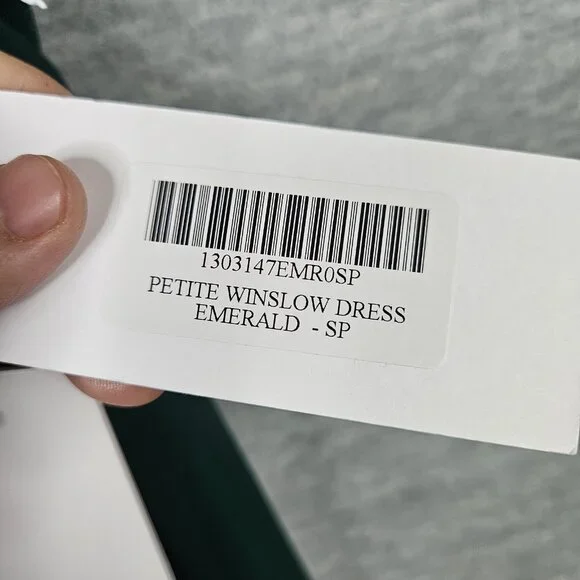 1303147EMR0SP
PETITE WINSLOW DRESS
EMERALD - SP